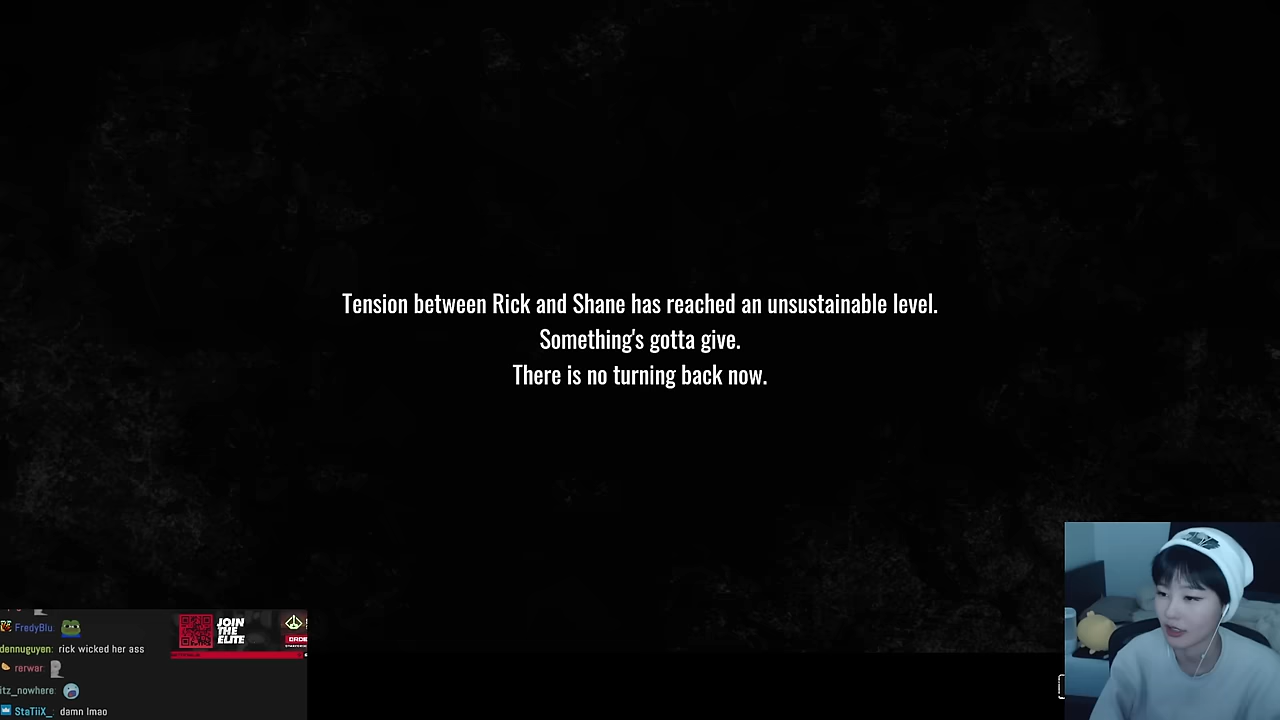 Tension between Rick and Shane has reached an unsustainable level.
Something's gotta give.
There is no turning back now.
FredyBlu:
dennuguyen: rick wicked her ass
rerwar:
itz_nowhere:
StaTiiX_: damn lmao
JOIN
THE
ELITE